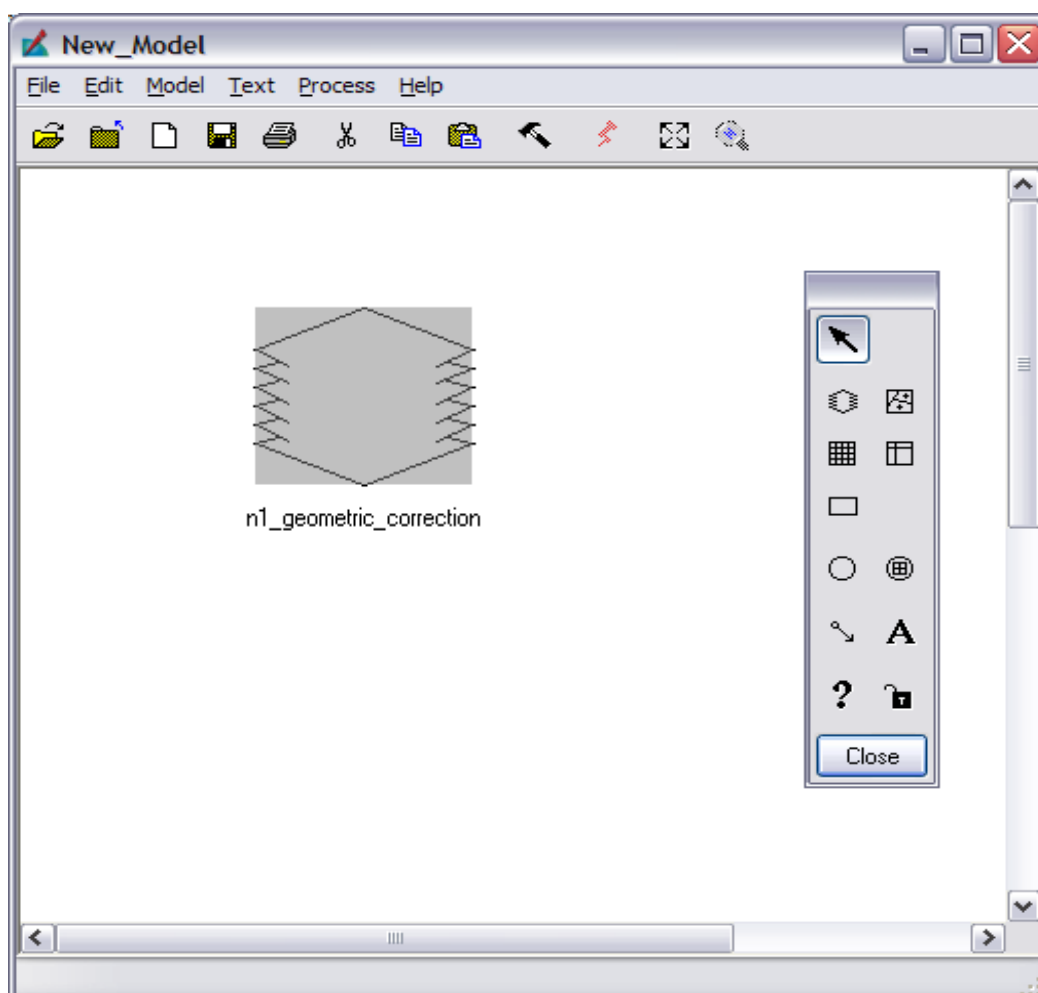 New_Model
File Edit Model Text Process Help
n1_geometric_correction
A
?
Close